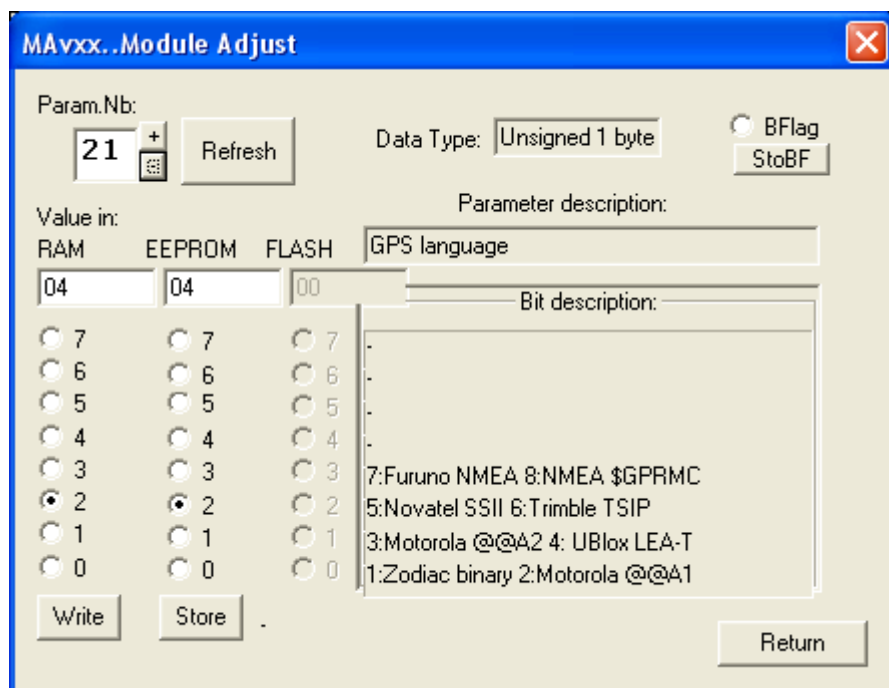 MAvxx..Module Adjust
Param.Nb:
21 + Refresh
Data Type: Unsigned 1 byte
BFlag
StoBF
Parameter description:
GPS language
Value in:
RAM EEPROM FLASH
04 04 00
Bit description:
7 7 7 -
6 6 6 -
5 5 5 -
4 4 4 -
3 3 3 7:Furuno NMEA 8:NMEA $GPRMC
2 2 2 5:Novatel SSII 6:Trimble TSIP
1 1 1 3:Motorola @@A2 4: UBlox LEA-T
0 0 0 1:Zodiac binary 2:Motorola @@A1
Write Store -
Return